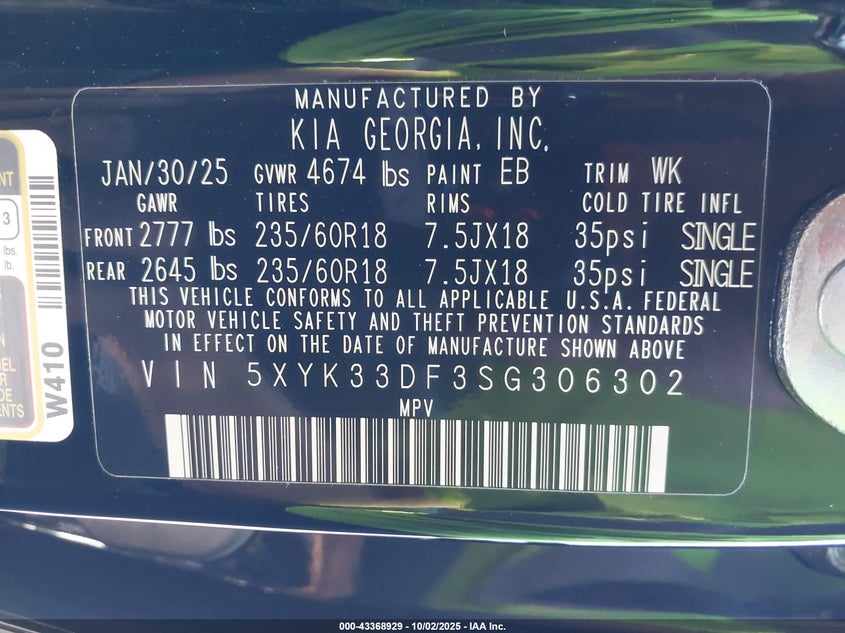 MANUFACTURED BY
KIA GEORGIA, INC.
JAN/30/25 GVWR 4674 lbs PAINT EB TRIM WK
GAWR TIRES RIMS COLD TIRE INFL
FRONT 2777 lbs 235/60R18 7.5JX18 35psi SINGLE
REAR 2645 lbs 235/60R18 7.5JX18 35psi SINGLE
THIS VEHICLE CONFORMS TO ALL APPLICABLE U.S.A. FEDERAL
MOTOR VEHICLE SAFETY AND THEFT PREVENTION STANDARDS
IN EFFECT ON THE DATE OF MANUFACTURE SHOWN ABOVE
VIN 5XYK33DF3SG306302
MPV
3
lbs.
lb.
W410
000-43368929 - 10/02/2025 - IAA Inc.